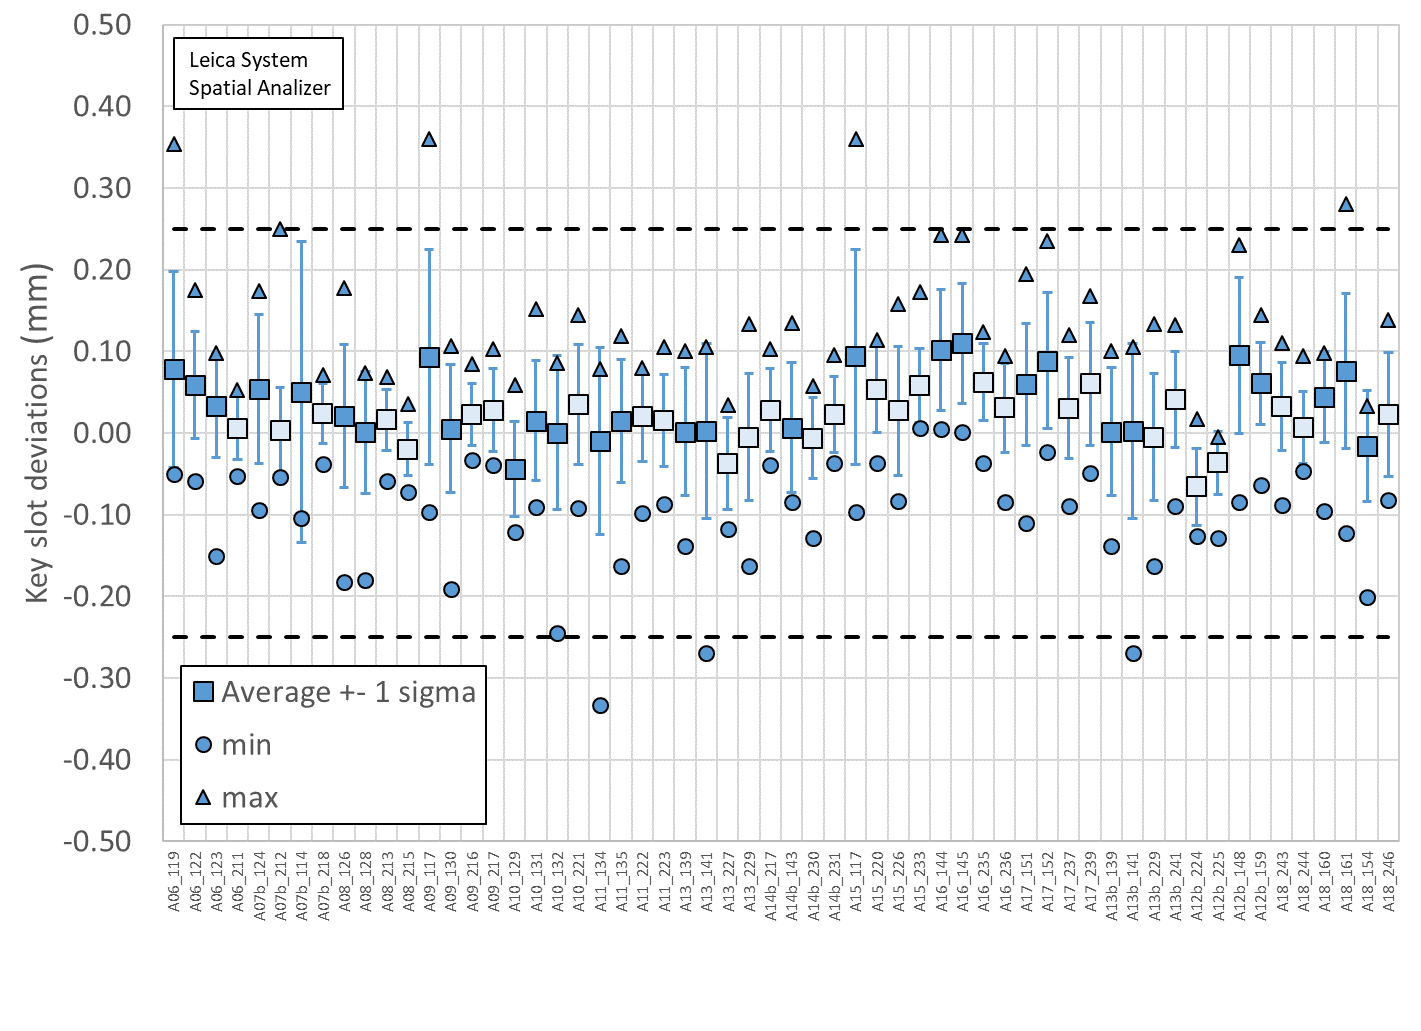 0.50
0.40
0.30
0.20
0.10
0.00
-0.10
-0.20
-0.30
-0.40
-0.50
Key slot deviations (mm)
Leica System
Spatial Analizer
Average +- 1 sigma
min
max
A06_119
A06_122
A06_123
A06_211
A07b_124
A07b_212
A07b_114
A07b_218
A08_126
A08_128
A08_213
A08_215
A09_117
A09_130
A09_216
A09_217
A10_129
A10_131
A10_132
A10_221
A11_134
A11_135
A11_222
A11_223
A13_139
A13_141
A13_227
A13_229
A14b_217
A14b_143
A14b_230
A14b_231
A15_117
A15_220
A15_226
A15_233
A16_144
A16_145
A16_235
A16_236
A17_151
A17_152
A17_237
A17_239
A13b_139
A13b_141
A13b_229
A13b_241
A12b_224
A12b_225
A12b_148
A12b_159
A18_243
A18_244
A18_160
A18_161
A18_154
A18_246